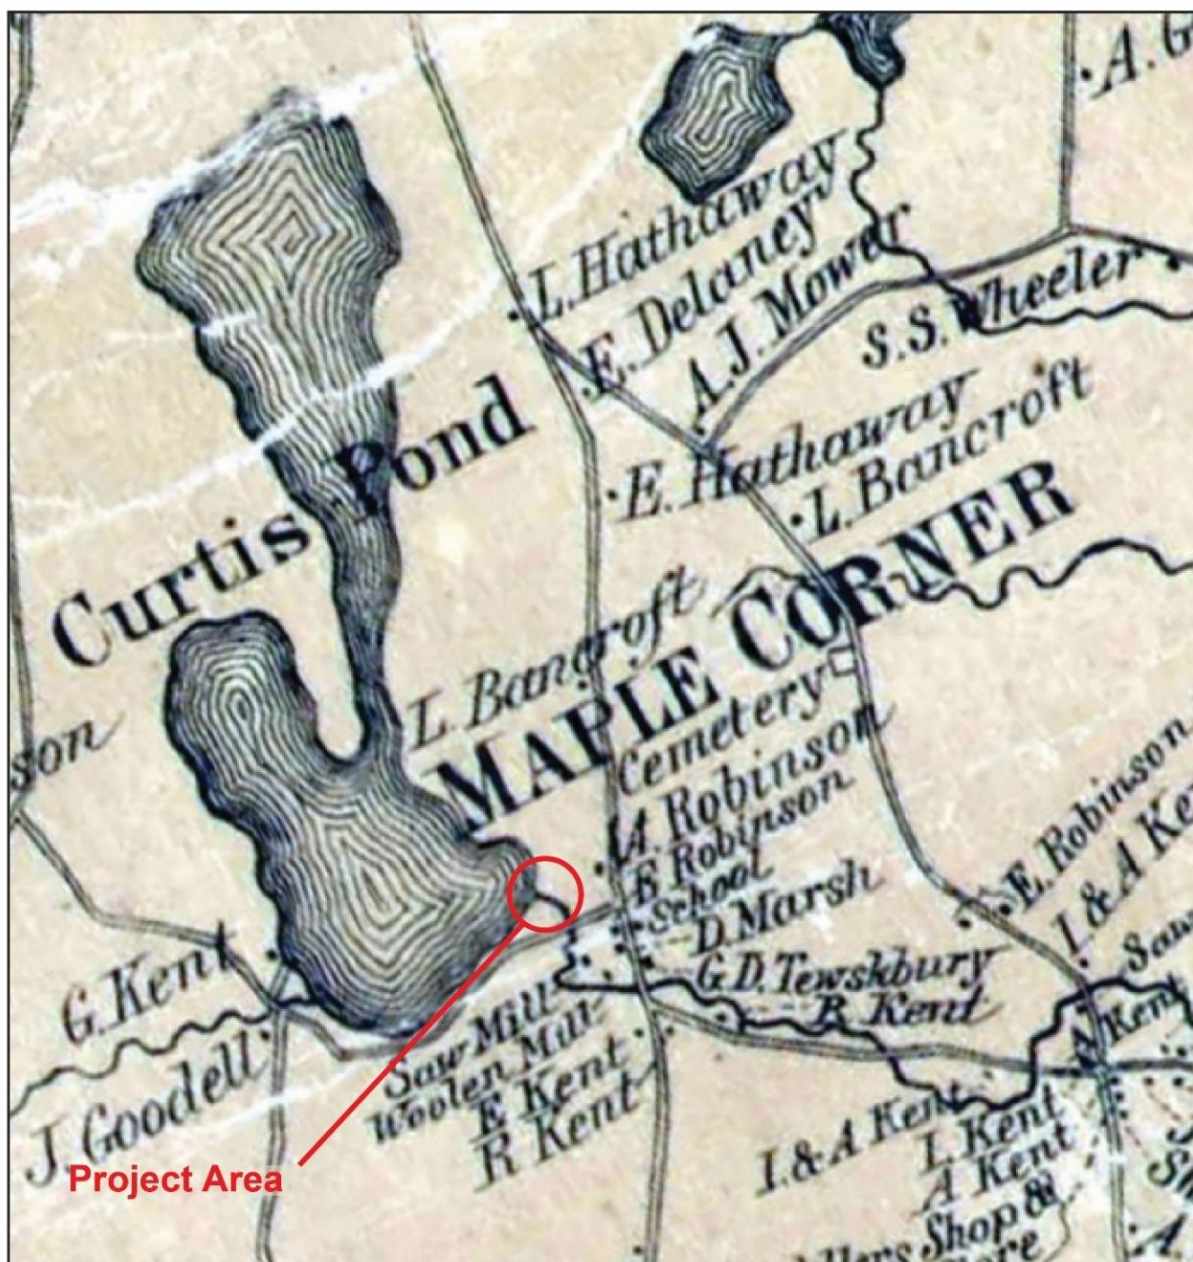 A. G
L. Hathaway
E. Delaney
A. J. Mower
S. S. Wheeler
E. Hathaway
L. Bancroft
Curtis Pond
L. Bancroft
MAPLE CORNER
Cemetery
son
A. Robinson
B Robinson
School
D. Marsh
E. Robinson
I. & A Ke
G. Kent
G. D. Tewskbury
R. Kent
Saw
Kent
J. Goodell
Saw Mill
Woolen Mill
E Kent
R Kent
I. & A Kent
L Kent
A Kent
Shop &
Project Area